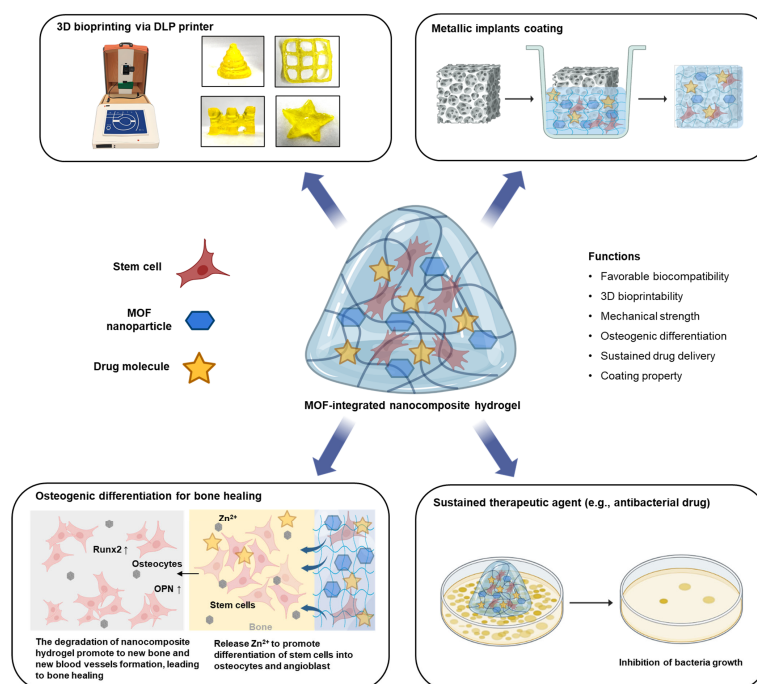 3D bioprinting via DLP printer
Metallic implants coating
Stem cell
MOF
nanoparticle
Drug molecule
MOF-integrated nanocomposite hydrogel
Functions
• Favorable biocompatibility
• 3D bioprintability
• Mechanical strength
• Osteogenic differentiation
• Sustained drug delivery
• Coating property
Osteogenic differentiation for bone healing
Runx2 ↑
Osteocytes
OPN ↑
Zn²⁺
Stem cells
Bone
The degradation of nanocomposite
hydrogel promote to new bone and
new blood vessels formation, leading
to bone healing
Release Zn²⁺ to promote
differentiation of stem cells into
osteocytes and angioblast
Sustained therapeutic agent (e.g., antibacterial drug)
Inhibition of bacteria growth